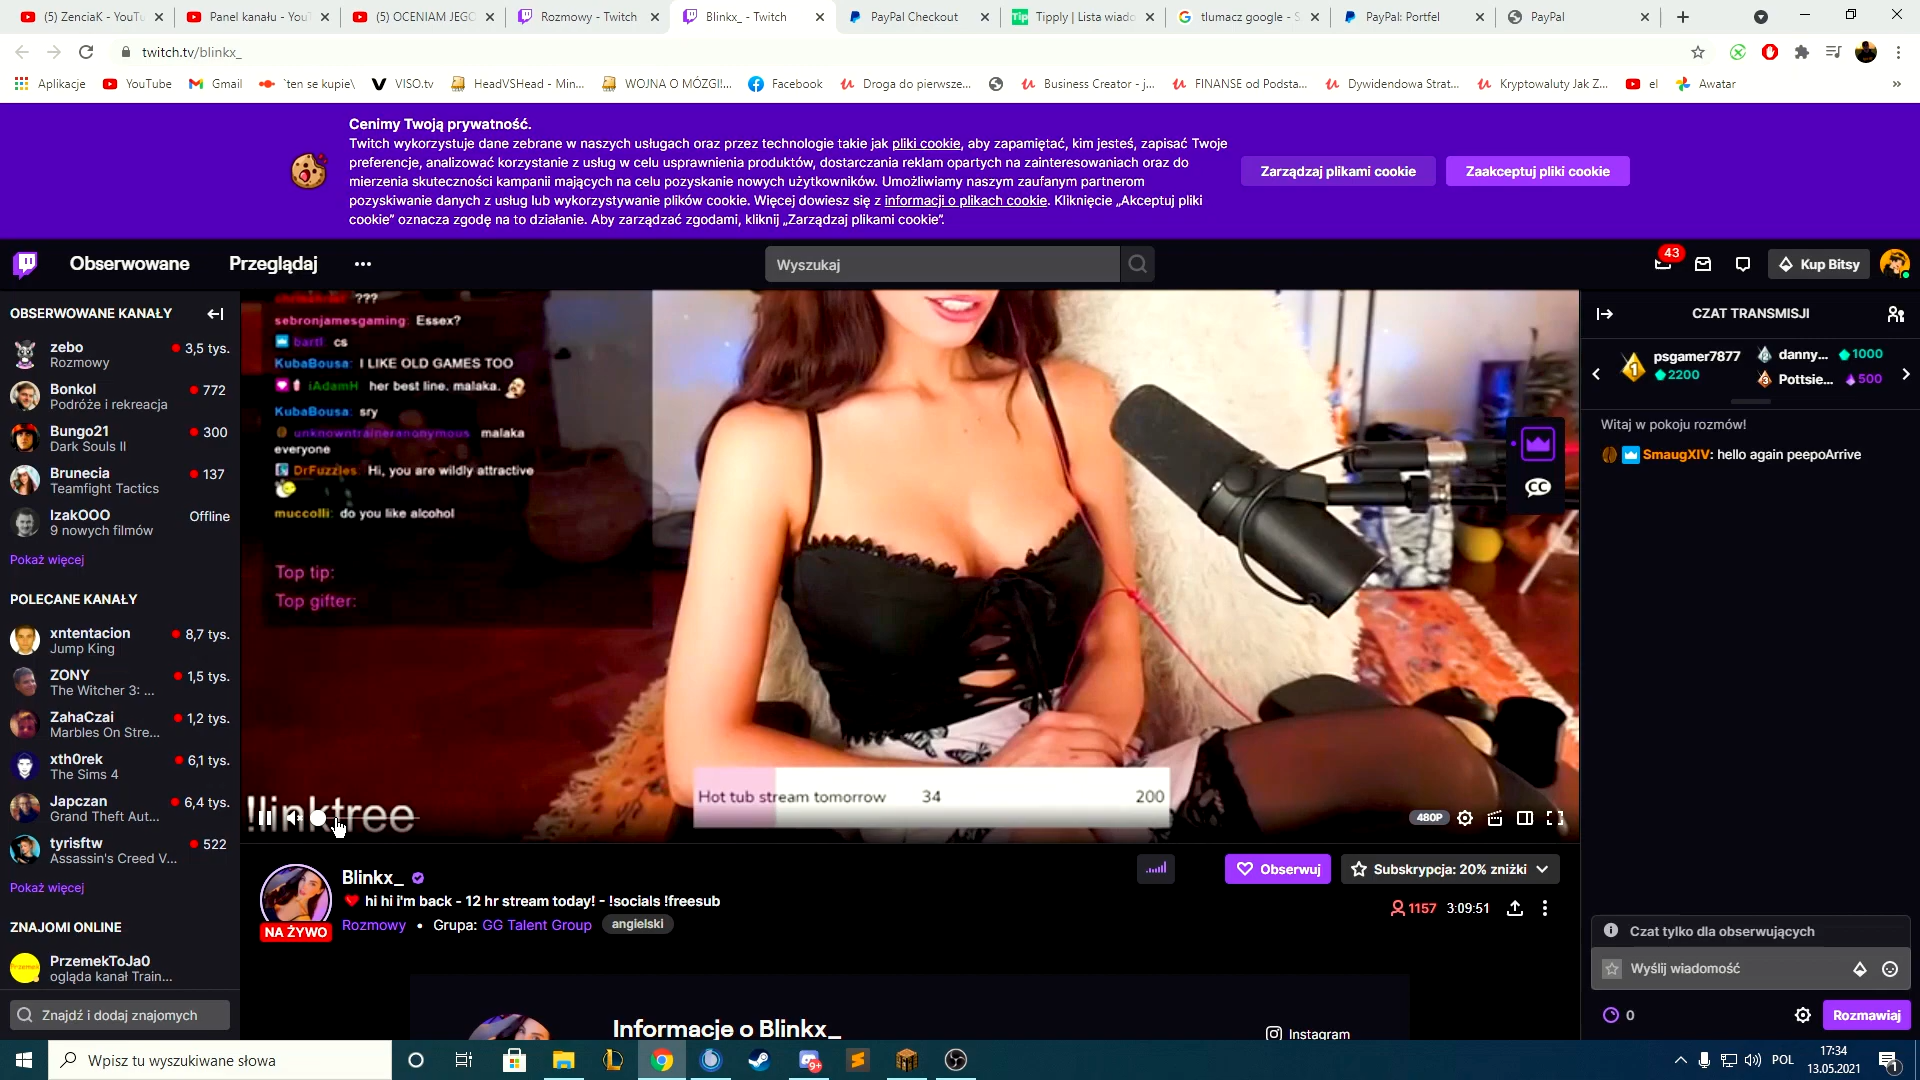 (5) ZenciaK - YouTu
Panel kanału - You
(5) OCENIAM JEGO
Rozmowy - Twitch
Blinkx_ - Twitch
PayPal Checkout
Tipply | Lista wiado
tlumacz google - S
PayPal: Portfel
PayPal
twitch.tv/blinkx_
Aplikacje
YouTube
Gmail
`ten se kupie\
VISO.tv
HeadVSHead - Min...
WOJNA O MÓZG!!...
Facebook
Droga do pierwsze...
Business Creator - j...
FINANSE od Podsta...
Dywidendowa Strat...
Kryptowaluty Jak Z...
el
Awatar
»
Cenimy Twoją prywatność.
Twitch wykorzystuje dane zebrane w naszych usługach oraz przez technologie takie jak pliki cookie, aby zapamiętać, kim jesteś, zapisać Twoje
preferencje, analizować korzystanie z usług w celu usprawnienia produktów, dostarczania reklam opartych na zainteresowaniach oraz do
mierzenia skuteczności kampanii mających na celu pozyskanie nowych użytkowników. Umożliwiamy naszym zaufanym partnerom
pozyskiwanie danych z usług lub wykorzystywanie plików cookie. Więcej dowiesz się z informacji o plikach cookie. Kliknięcie „Akceptuj pliki
cookie” oznacza zgodę na to działanie. Aby zarządzać zgodami, kliknij „Zarządzaj plikami cookie”.
Zarządzaj plikami cookie
Zaakceptuj pliki cookie
Obserwowane
Przeglądaj
Wyszukaj
43
Kup Bitsy
OBSERWOWANE KANAŁY
zebo
3,5 tys.
Rozmowy
Bonkol
772
Podróże i rekreacja
Bungo21
300
Dark Souls II
Brunecia
137
Teamfight Tactics
IzakOOO
Offline
9 nowych filmów
Pokaż więcej
POLECANE KANAŁY
xntentacion
8,7 tys.
Jump King
ZONY
1,5 tys.
The Witcher 3: ...
ZahaCzai
1,2 tys.
Marbles On Stre...
xth0rek
6,1 tys.
The Sims 4
Japczan
6,4 tys.
Grand Theft Aut...
tyrisftw
522
Assassin's Creed V...
Pokaż więcej
ZNAJOMI ONLINE
PrzemekToJa0
ogląda kanał Train...
Znajdź i dodaj znajomych
???
sebronjamesgaming: Essex?
bartl cs
KubaBousa: I LIKE OLD GAMES TOO
iAdamH her best line. malaka.
KubaBousa: sry
unknowntraineranonymous malaka
everyone
DrFuzzles Hi, you are wildly attractive
muccolli: do you like alcohol
Top tip:
Top gifter:
!linktree
Hot tub stream tomorrow 34 200
CC
480P
Blinkx_
hi hi i'm back - 12 hr stream today! - !socials !freesub
NA ŻYWO
Rozmowy • Grupa: GG Talent Group angielski
Obserwuj
Subskrypcja: 20% zniżki
1157 3:09:51
Informacje o Blinkx_
Instagram
CZAT TRANSMISJI
1 psgamer7877
2200
2 danny... 1000
3 Pottsie... 500
Witaj w pokoju rozmów!
SmaugXIV: hello again peepoArrive
Czat tylko dla obserwujących
Wyślij wiadomość
0
Rozmawiaj
Wpisz tu wyszukiwane słowa
9+
POL
17:34
13.05.2021
1